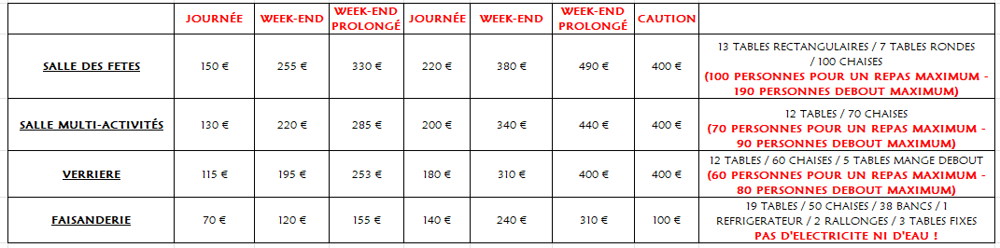 JOURNÉE WEEK-END WEEK-END PROLONGÉ JOURNÉE WEEK-END WEEK-END PROLONGÉ CAUTION
SALLE DES FETES 150 € 255 € 330 € 220 € 380 € 490 € 400 € 13 TABLES RECTANGULAIRES / 7 TABLES RONDES
/ 100 CHAISES
(100 PERSONNES POUR UN REPAS MAXIMUM -
190 PERSONNES DEBOUT MAXIMUM)
SALLE MULTI-ACTIVITÉS 130 € 220 € 285 € 200 € 340 € 440 € 400 € 12 TABLES / 70 CHAISES
(70 PERSONNES POUR UN REPAS MAXIMUM -
90 PERSONNES DEBOUT MAXIMUM)
VERRIERE 115 € 195 € 253 € 180 € 310 € 400 € 400 € 12 TABLES / 60 CHAISES / 5 TABLES MANGE DEBOUT
(60 PERSONNES POUR UN REPAS MAXIMUM -
80 PERSONNES DEBOUT MAXIMUM)
FAISANDERIE 70 € 120 € 155 € 140 € 240 € 310 € 100 € 19 TABLES / 50 CHAISES / 38 BANCS / 1
REFRIGERATEUR / 2 RALLONGES / 3 TABLES FIXES
PAS D'ELECTRICITE NI D'EAU !